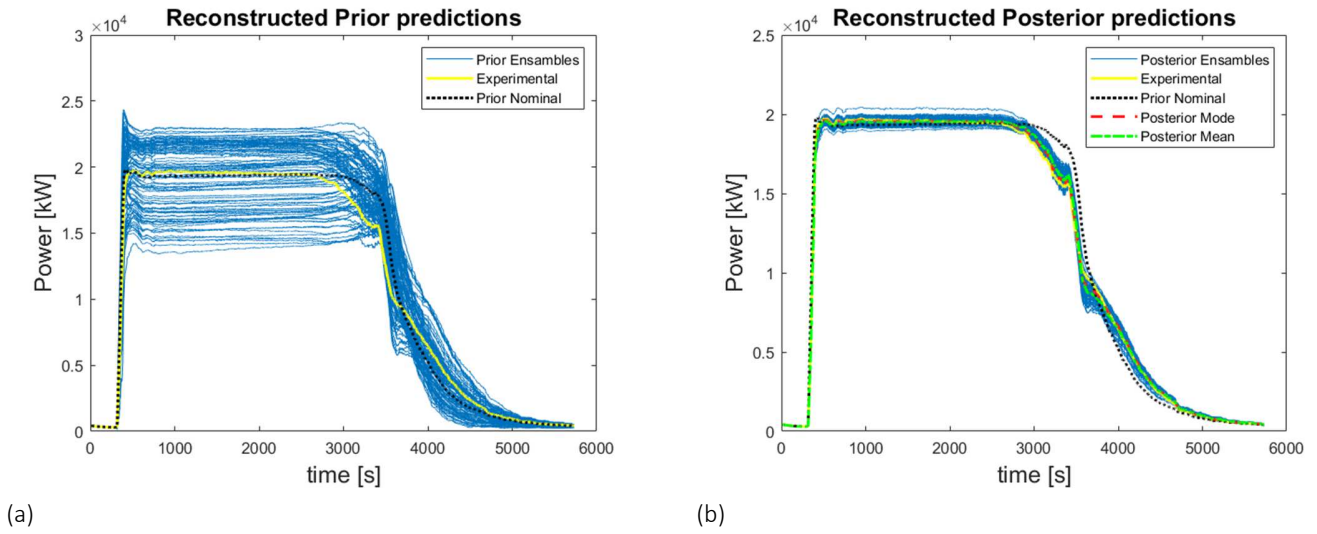 Reconstructed Prior predictions
×10⁴
3
2.5
2
1.5
1
0.5
0
Power [kW]
0 1000 2000 3000 4000 5000 6000
time [s]
Prior Ensambles
Experimental
Prior Nominal
(a)
Reconstructed Posterior predictions
×10⁴
2.5
2
1.5
1
0.5
0
Power [kW]
0 1000 2000 3000 4000 5000 6000
time [s]
Posterior Ensambles
Experimental
Prior Nominal
Posterior Mode
Posterior Mean
(b)